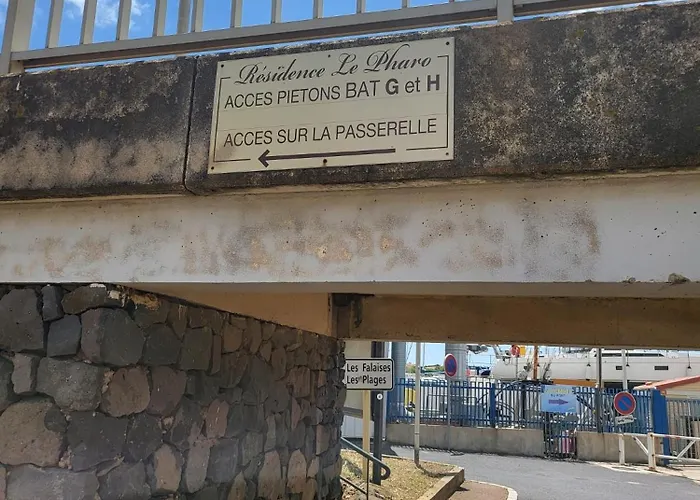 Résidence Le Pharo
ACCES PIETONS BAT G et H
ACCES SUR LA PASSERELLE
Les Falaises
Les Plages